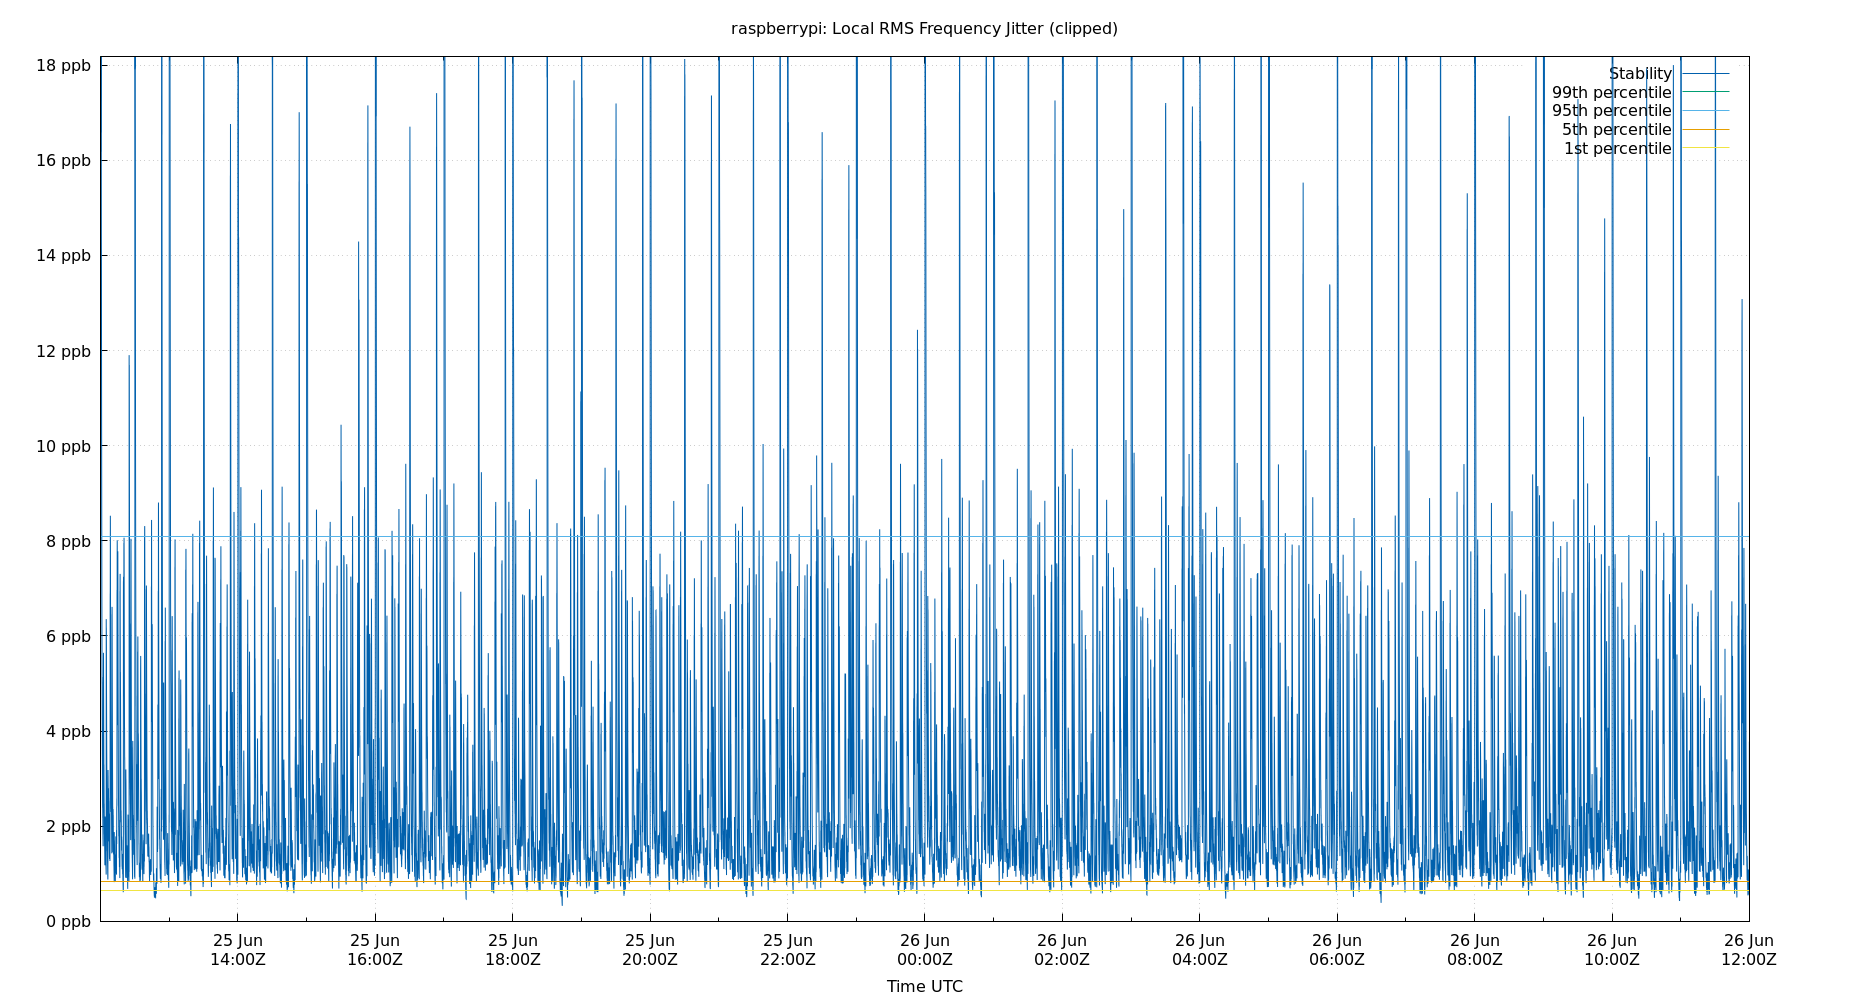 raspberrypi: Local RMS Frequency Jitter (clipped)
18 ppb
16 ppb
14 ppb
12 ppb
10 ppb
8 ppb
6 ppb
4 ppb
2 ppb
0 ppb
Stability
99th percentile
95th percentile
5th percentile
1st percentile
25 Jun 25 Jun 25 Jun 25 Jun 25 Jun 26 Jun 26 Jun 26 Jun 26 Jun 26 Jun 26 Jun 26 Jun
14:00Z 16:00Z 18:00Z 20:00Z 22:00Z 00:00Z 02:00Z 04:00Z 06:00Z 08:00Z 10:00Z 12:00Z
Time UTC